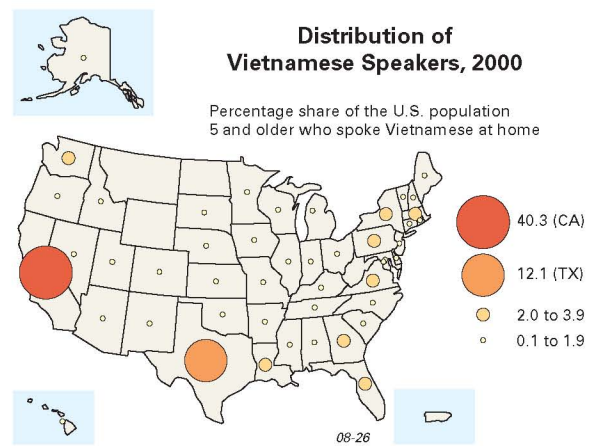 Distribution of
Vietnamese Speakers, 2000
Percentage share of the U.S. population
5 and older who spoke Vietnamese at home
40.3 (CA)
12.1 (TX)
2.0 to 3.9
0.1 to 1.9
08-26